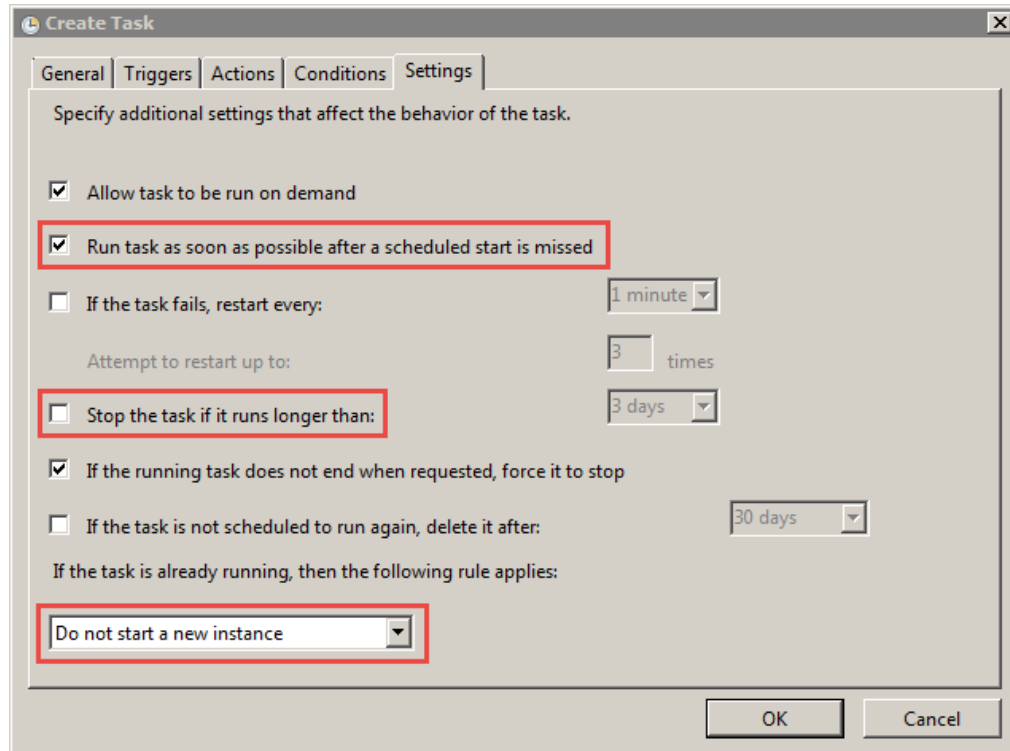 Create Task
General Triggers Actions Conditions Settings
Specify additional settings that affect the behavior of the task.
Allow task to be run on demand
Run task as soon as possible after a scheduled start is missed
If the task fails, restart every: 1 minute
Attempt to restart up to: 3 times
Stop the task if it runs longer than: 3 days
If the running task does not end when requested, force it to stop
If the task is not scheduled to run again, delete it after: 30 days
If the task is already running, then the following rule applies:
Do not start a new instance
OK Cancel